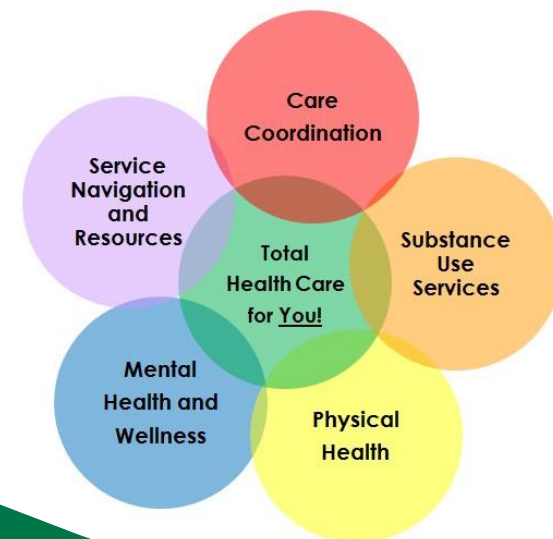 Care
Coordination
Service
Navigation
and
Resources
Total
Health Care
for You!
Substance
Use
Services
Mental
Health and
Wellness
Physical
Health